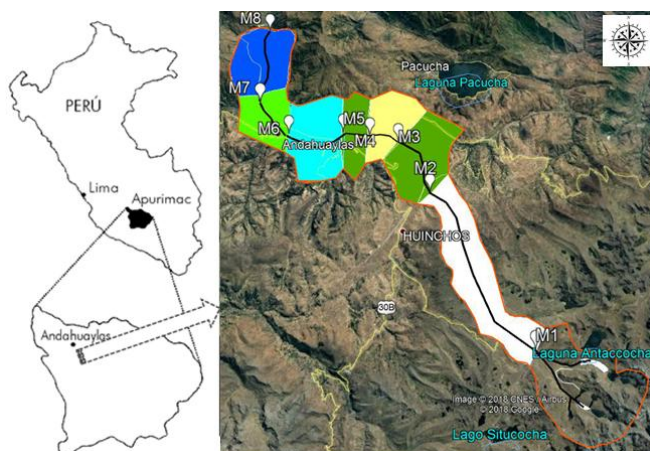 PERÚ
Lima
Apurimac
Andahuaylas
M8
M7
M6
Andahuaylas
M5
M4
M3
M2
Pacucha
Laguna Pacucha
HUINCHOS
30B
M1
Laguna Antaccocha
Image © 2018 CNES / Airbus
© 2018 Google
Lago Situcocha